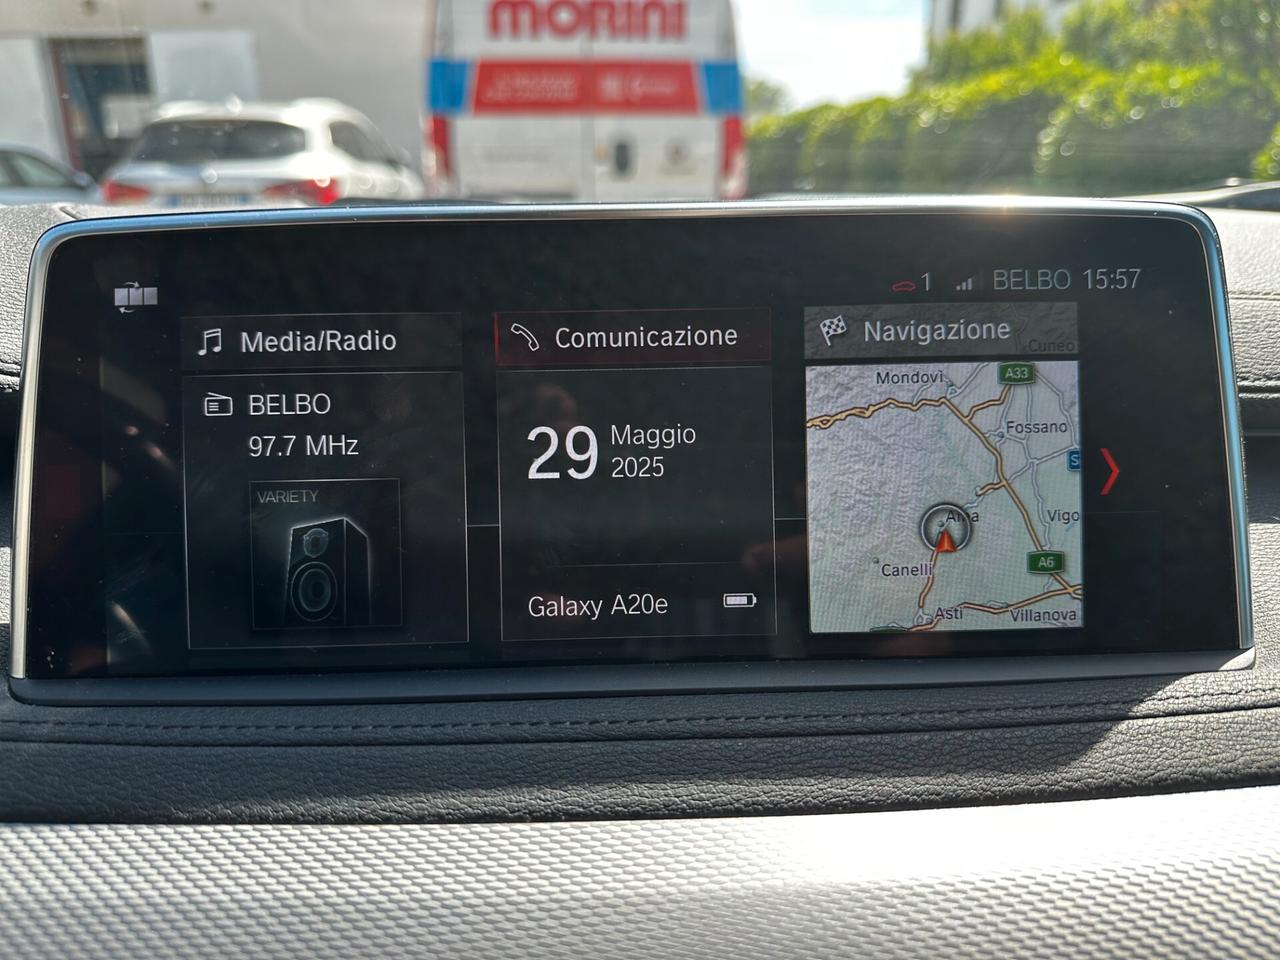 MORINI
1 BELBO 15:57
Media/Radio
BELBO
97.7 MHz
VARIETY
Comunicazione
29 Maggio
2025
Galaxy A20e
Navigazione
Cuneo
Mondovì
A33
Fossano
S
Vigo
Canelli
A6
Asti
Villanova